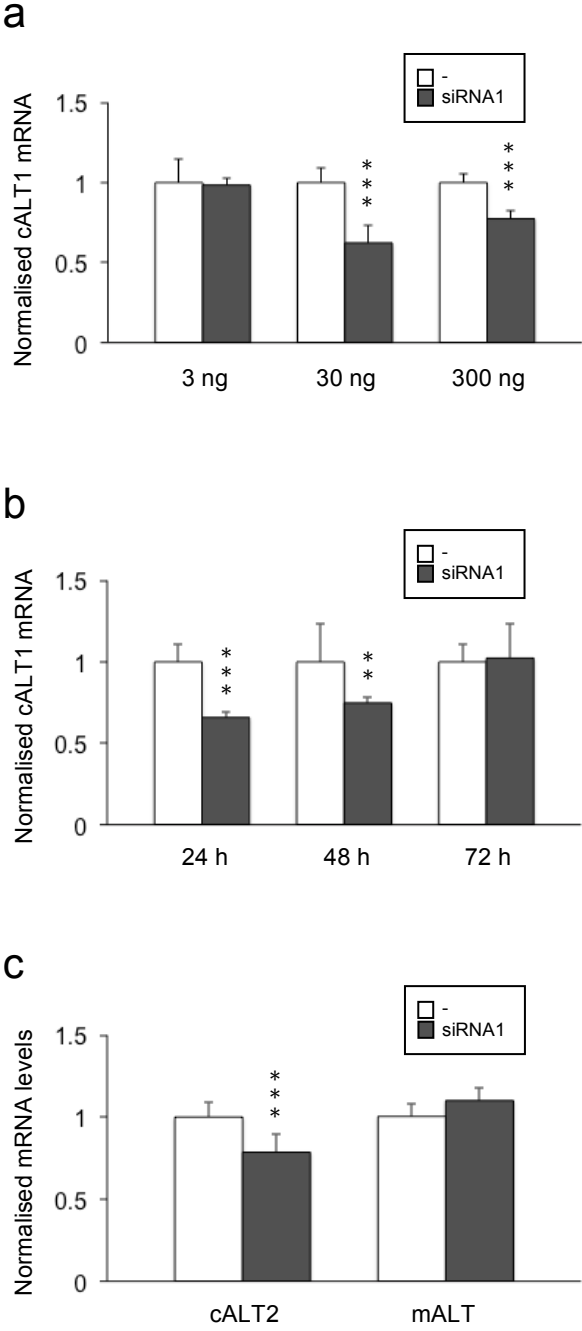 a
-
siRNA1
Normalised cALT1 mRNA
1.5
1
0.5
0
***
***
3 ng 30 ng 300 ng
b
-
siRNA1
Normalised cALT1 mRNA
1.5
1
0.5
0
***
**
24 h 48 h 72 h
c
-
siRNA1
Normalised mRNA levels
1.5
1
0.5
0
***
cALT2 mALT